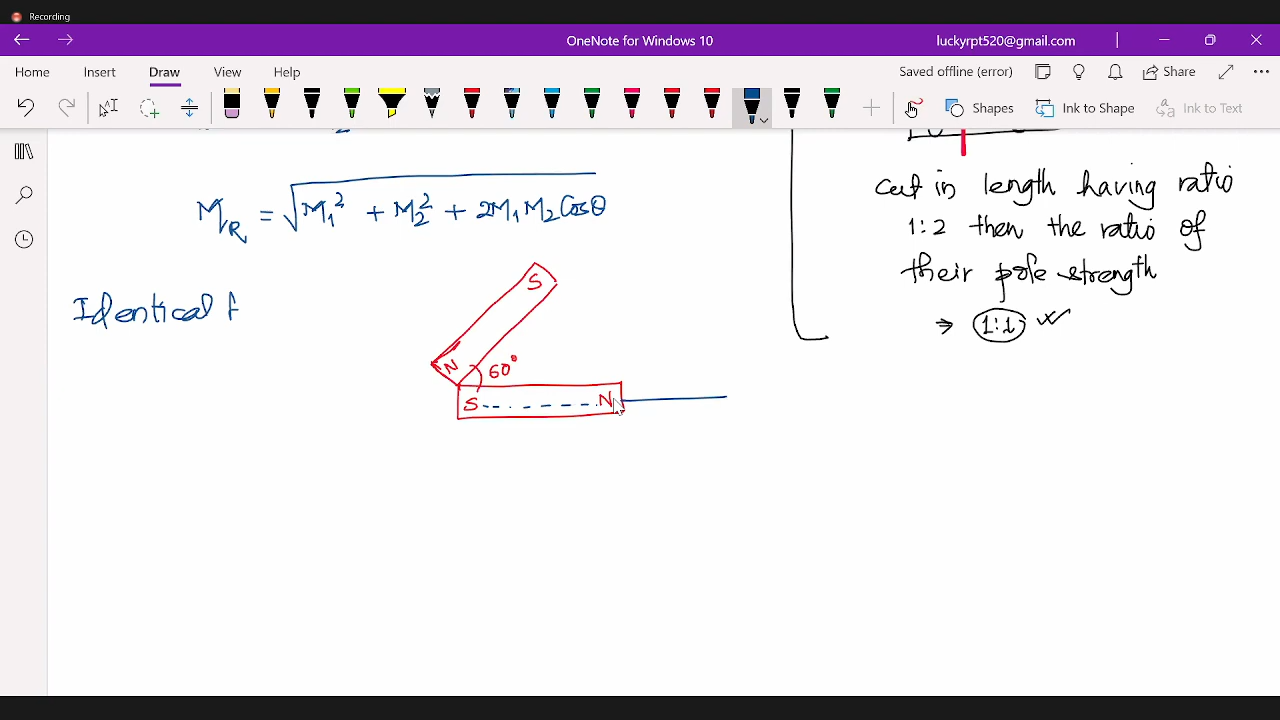 Recording
OneNote for Windows 10
luckyrpt520@gmail.com
Home Insert Draw View Help
Saved offline (error)
Share
Shapes
Ink to Shape
Ink to Text
2
M_R = √M₁² + M₂² + 2M₁M₂ Cosθ
Identical
S
N
60°
S
N
Cut in length having ratio
1:2 then the ratio of
their pole strength
⇒ 1:1